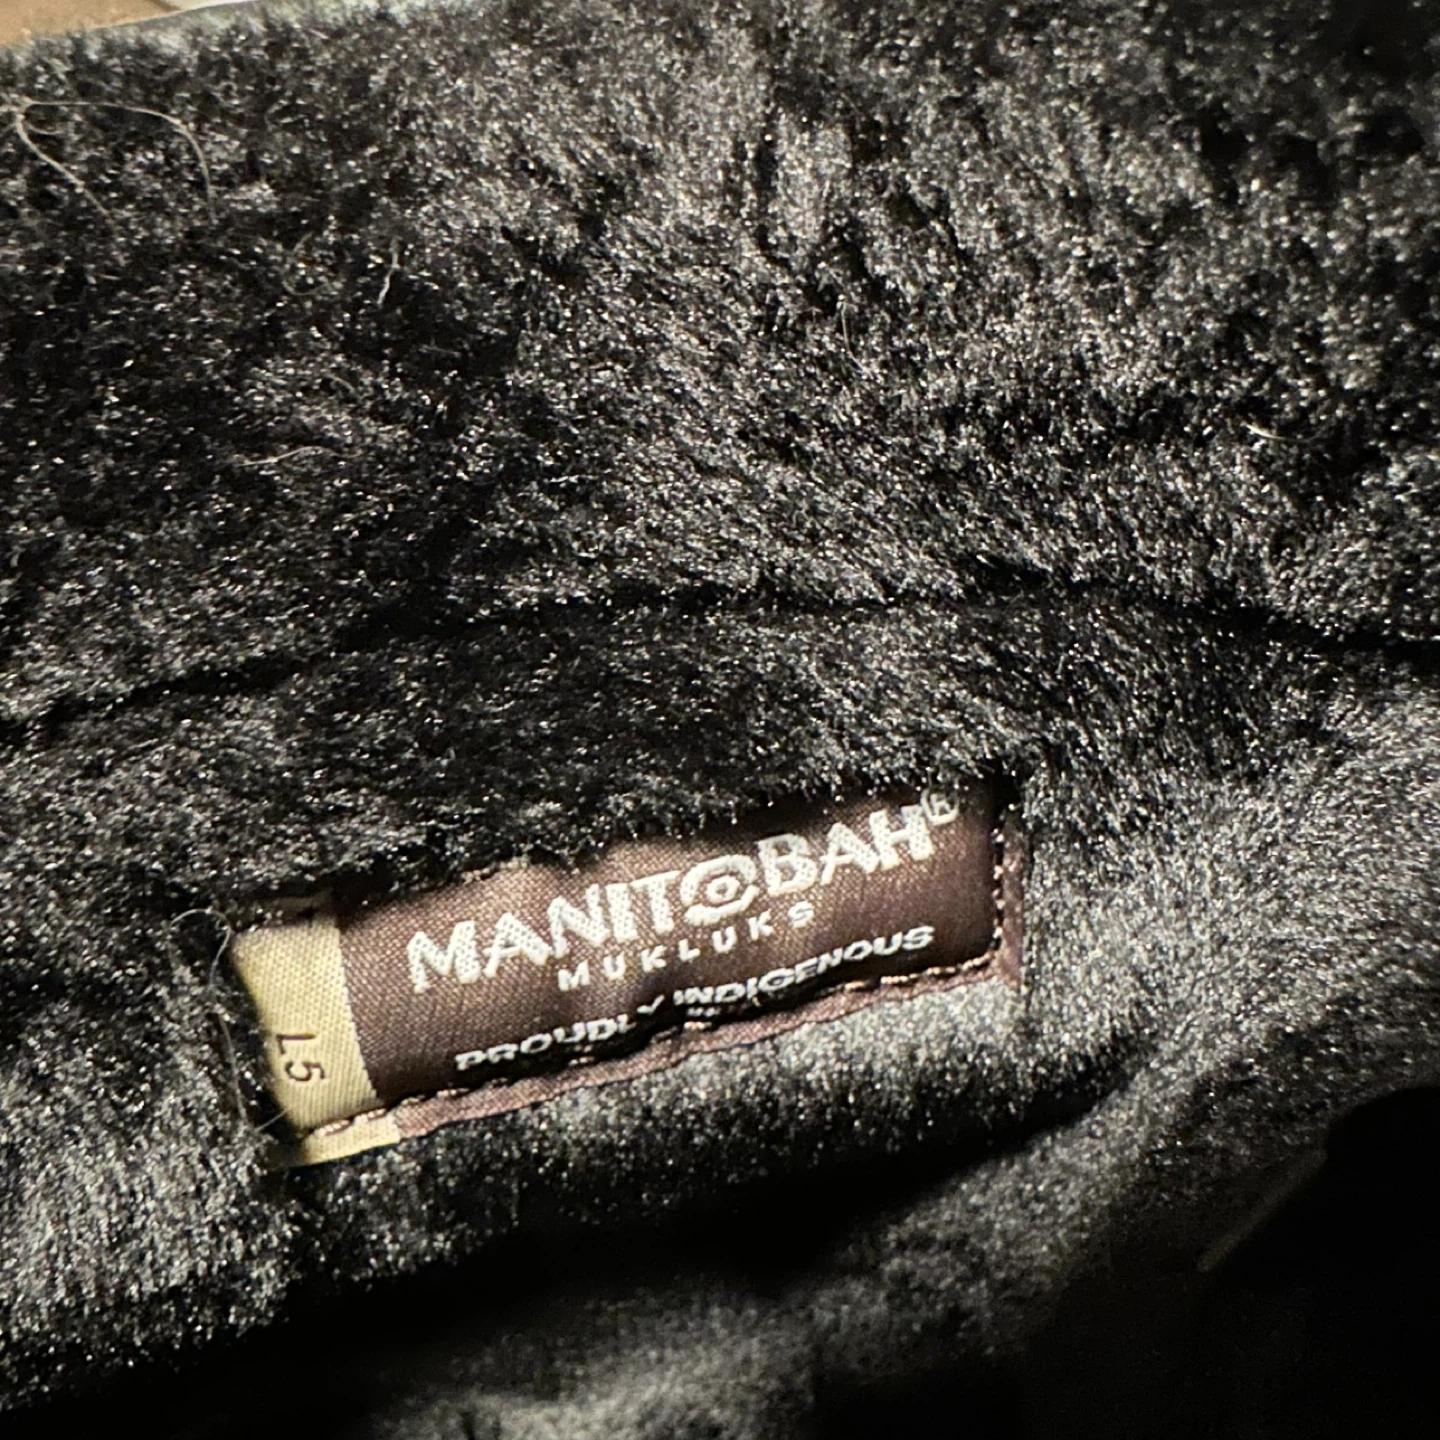 MANITOBAH®
MUKLUKS
PROUDLY INDIGENOUS
L5